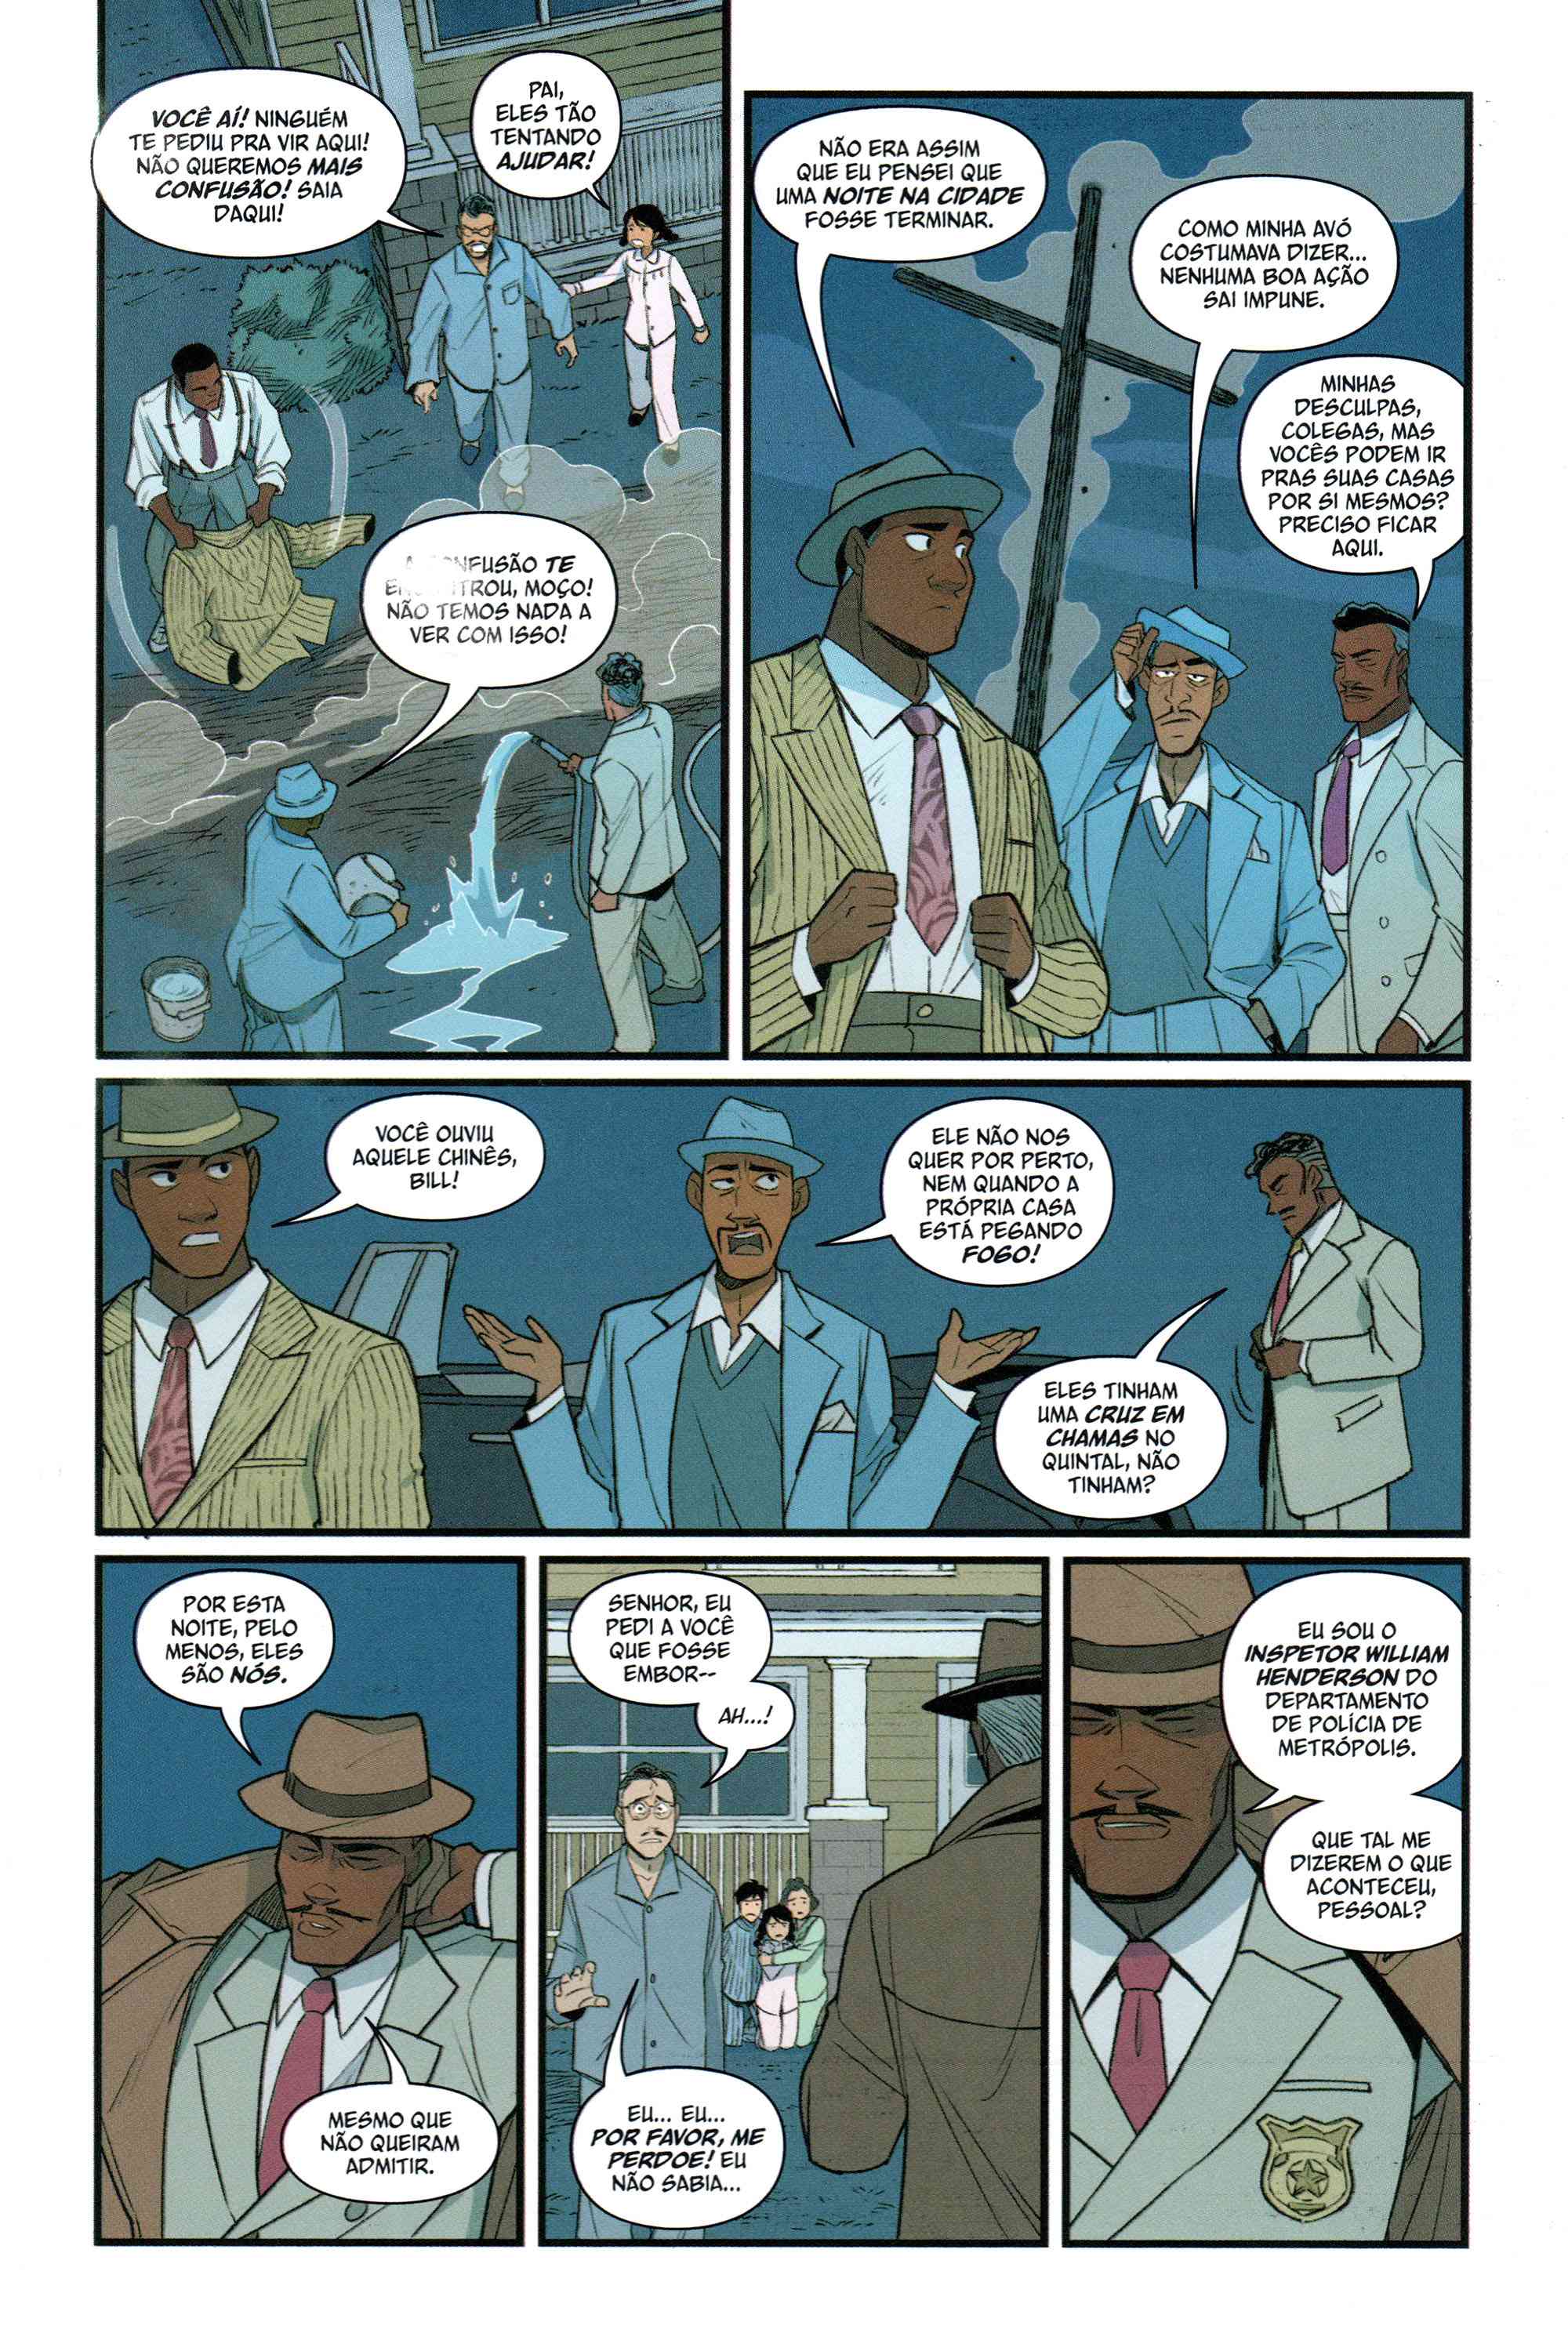 VOCÊ AÍ! NINGUÉM
TE PEDIU PRA VIR AQUI!
NÃO QUEREMOS MAIS
CONFUSÃO! SAIA
DAQUI!
PAI,
ELES TÃO
TENTANDO
AJUDAR!
CONFUSÃO TE
MOÇO!
NÃO TEMOS NADA A
VER COM ISSO!
NÃO ERA ASSIM
QUE EU PENSEI QUE
UMA NOITE NA CIDADE
FOSSE TERMINAR.
COMO MINHA AVÓ
COSTUMAVA DIZER...
NENHUMA BOA AÇÃO
SAI IMPUNE.
MINHAS
DESCULPAS,
COLEGAS, MAS
VOCÊS PODEM IR
PRAS SUAS CASAS
POR SI MESMOS?
PRECISO FICAR
AQUI.
VOCÊ OUVIU
AQUELE CHINÊS,
BILL!
ELE NÃO NOS
QUER POR PERTO,
NEM QUANDO A
PRÓPRIA CASA
ESTÁ PEGANDO
FOGO!
ELES TINHAM
UMA CRUZ EM
CHAMAS NO
QUINTAL, NÃO
TINHAM?
POR ESTA
NOITE, PELO
MENOS, ELES
SÃO NÓS.
MESMO QUE
NÃO QUEIRAM
ADMITIR.
SENHOR, EU
PEDI A VOCÊ
QUE FOSSE
EMBOR--
AH...!
EU... EU...
POR FAVOR, ME
PERDOE! EU
NÃO SABIA...
EU SOU O
INSPETOR WILLIAM
HENDERSON DO
DEPARTAMENTO
DE POLÍCIA DE
METRÓPOLIS.
QUE TAL ME
DIZEREM O QUE
ACONTECEU,
PESSOAL?